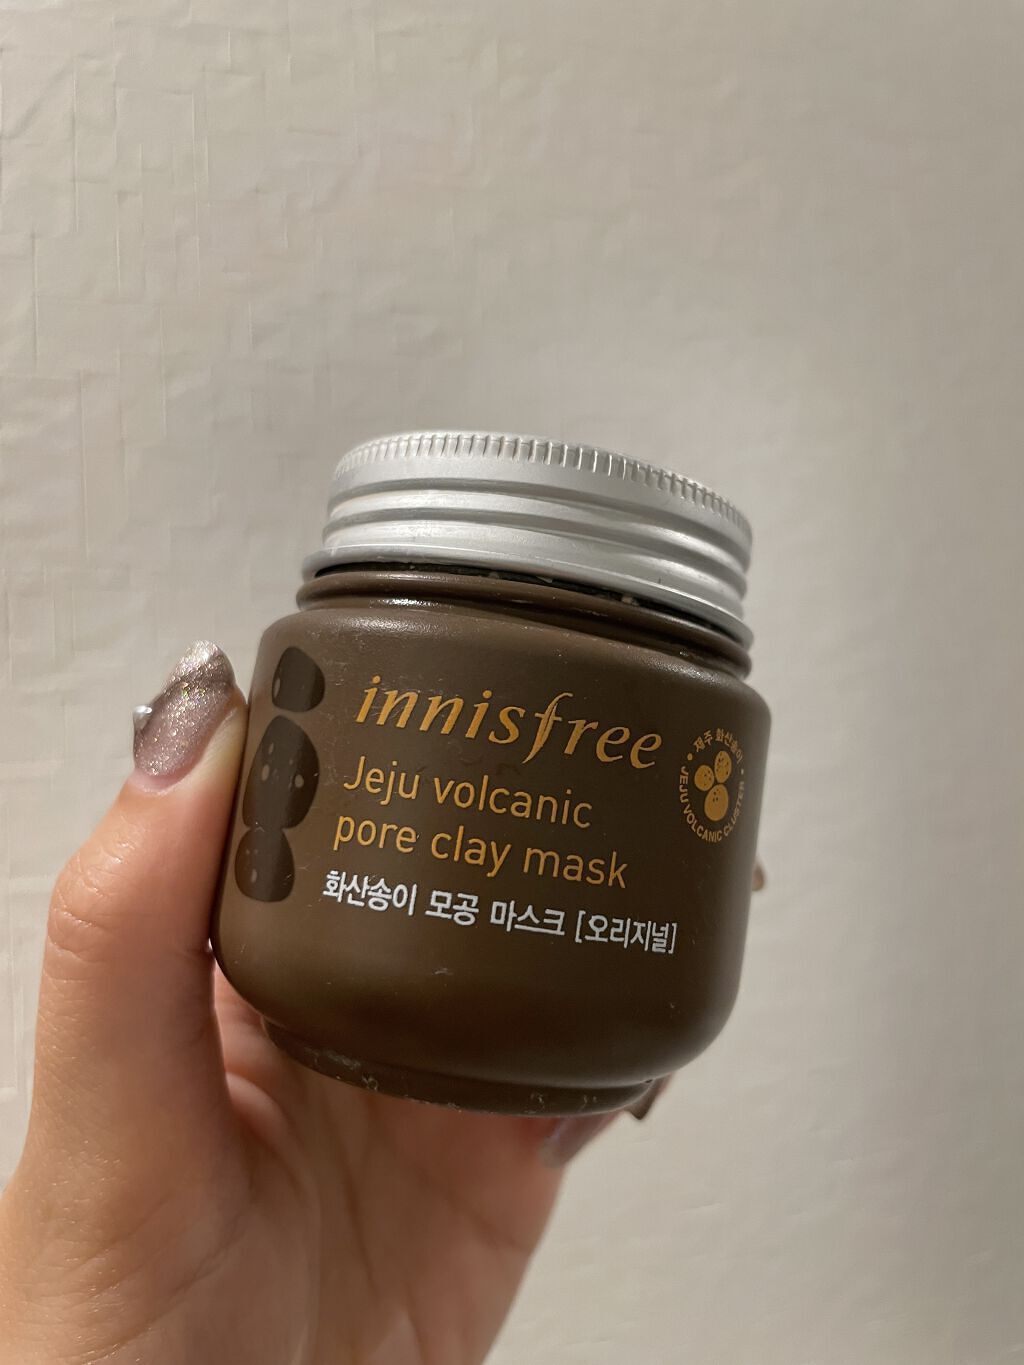 innisfree
Jeju volcanic
pore clay mask
화산송이 모공 마스크 [오리지널]
제주 화산송이
JEJU VOLCANIC CLUSTER